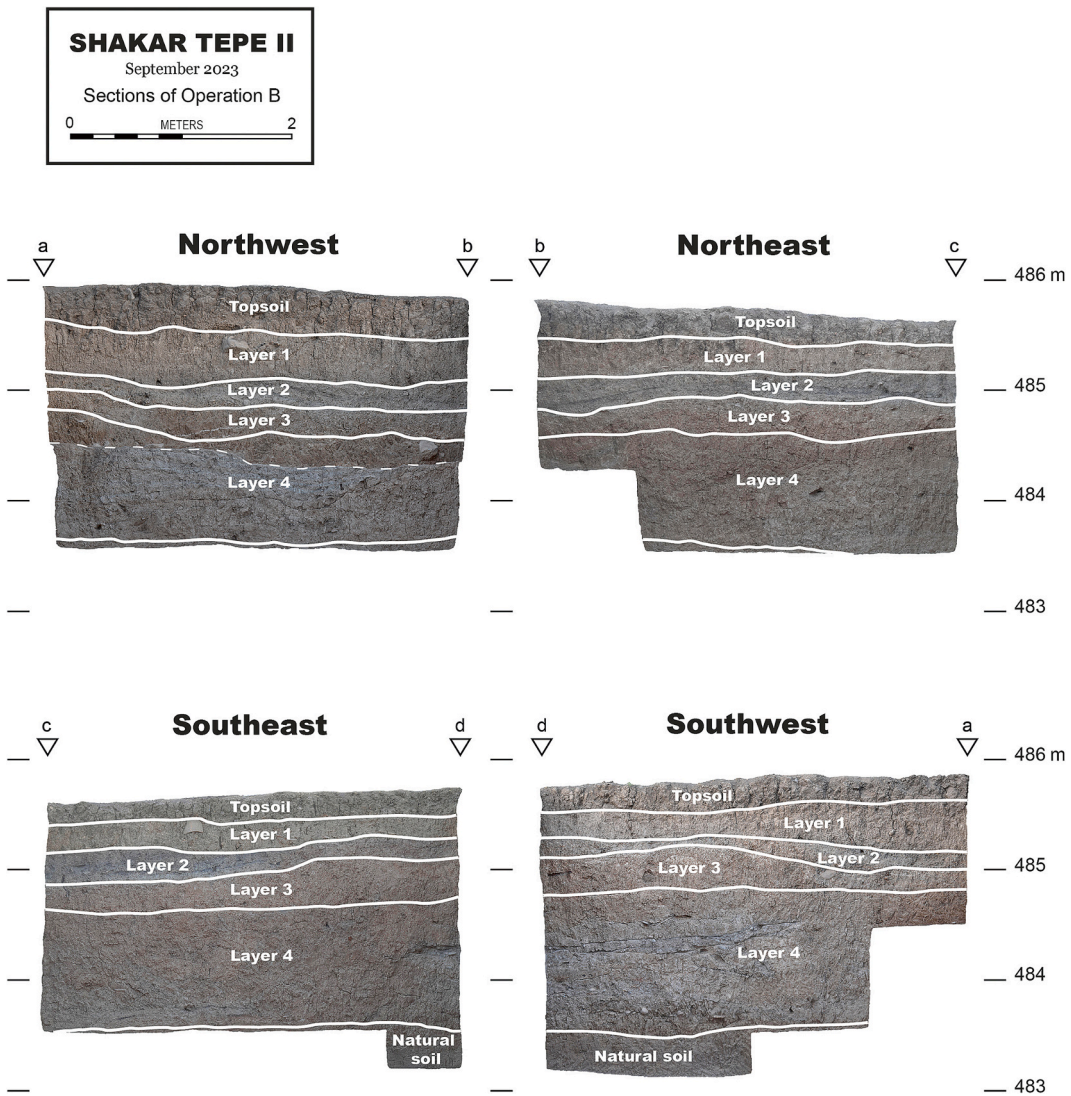 SHAKAR TEPE II
September 2023
Sections of Operation B
0 METERS 2
Northwest
a b
Northeast
b c
486 m
Topsoil
Layer 1
Layer 2
Layer 3
Layer 4
Topsoil
Layer 1
Layer 2
Layer 3
Layer 4
485
484
483
Southeast
c d
Southwest
d a
486 m
Topsoil
Layer 1
Layer 2
Layer 3
Layer 4
Natural
soil
Topsoil
Layer 1
Layer 2
Layer 3
Layer 4
Natural soil
485
484
483